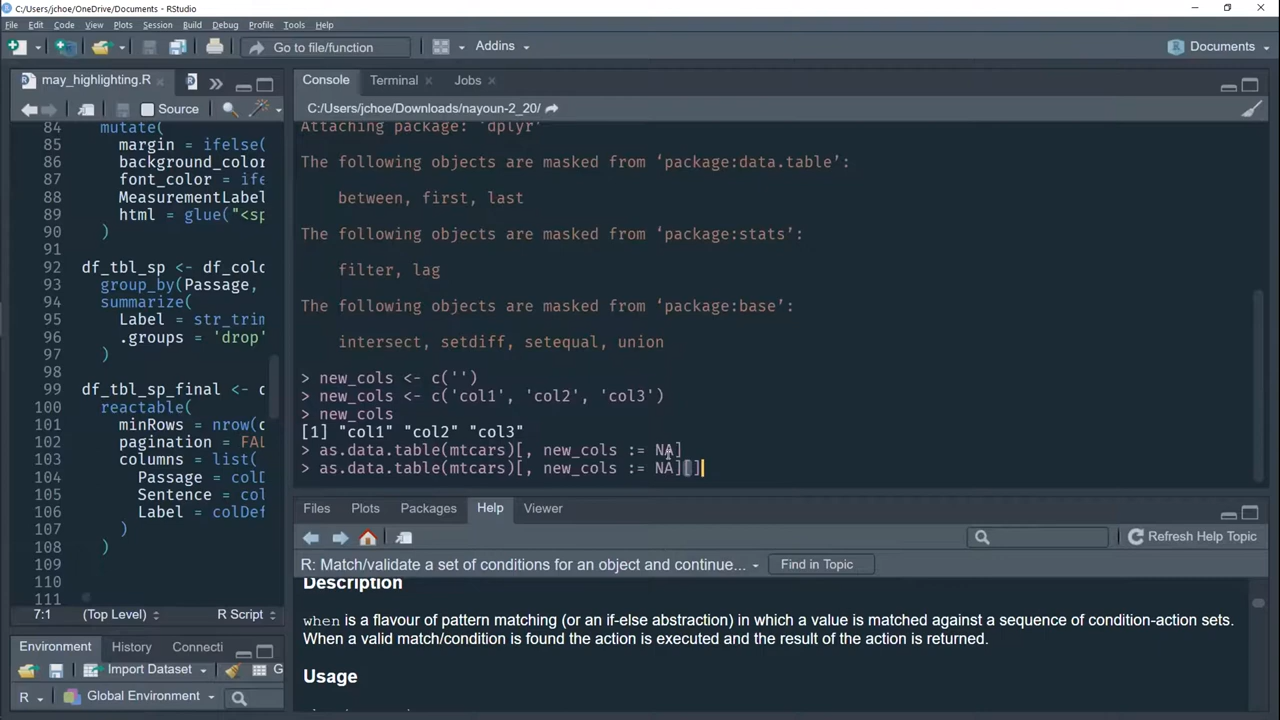 C:/Users/jchoe/OneDrive/Documents - RStudio
File Edit Code View Plots Session Build Debug Profile Tools Help
Go to file/function Addins Documents
may_highlighting.R
Source
84 mutate(
85 margin = ifelse(
86 background_color
87 font_color = ife
88 MeasurementLabel
89 html = glue("<sp
90 )
91
92 df_tbl_sp <- df_colo
93 group_by(Passage,
94 summarize(
95 Label = str_trim
96 .groups = 'drop'
97 )
98
99 df_tbl_sp_final <- d
100 reactable(
101 minRows = nrow(d
102 pagination = FAL
103 columns = list(
104 Passage = colD
105 Sentence = col
106 Label = colDef
107 )
108 )
109
110
111
7:1 (Top Level) R Script
Environment History Connecti
Import Dataset
R Global Environment
Console Terminal Jobs
C:/Users/jchoe/Downloads/nayoun-2_20/
Attaching package: ‘dplyr’
The following objects are masked from ‘package:data.table’:
between, first, last
The following objects are masked from ‘package:stats’:
filter, lag
The following objects are masked from ‘package:base’:
intersect, setdiff, setequal, union
> new_cols <- c('')
> new_cols <- c('col1', 'col2', 'col3')
> new_cols
[1] "col1" "col2" "col3"
> as.data.table(mtcars)[, new_cols := NA]
> as.data.table(mtcars)[, new_cols := NA][]
Files Plots Packages Help Viewer
Refresh Help Topic
R: Match/validate a set of conditions for an object and continue... Find in Topic
Description
when is a flavour of pattern matching (or an if-else abstraction) in which a value is matched against a sequence of condition-action sets.
When a valid match/condition is found the action is executed and the result of the action is returned.
Usage